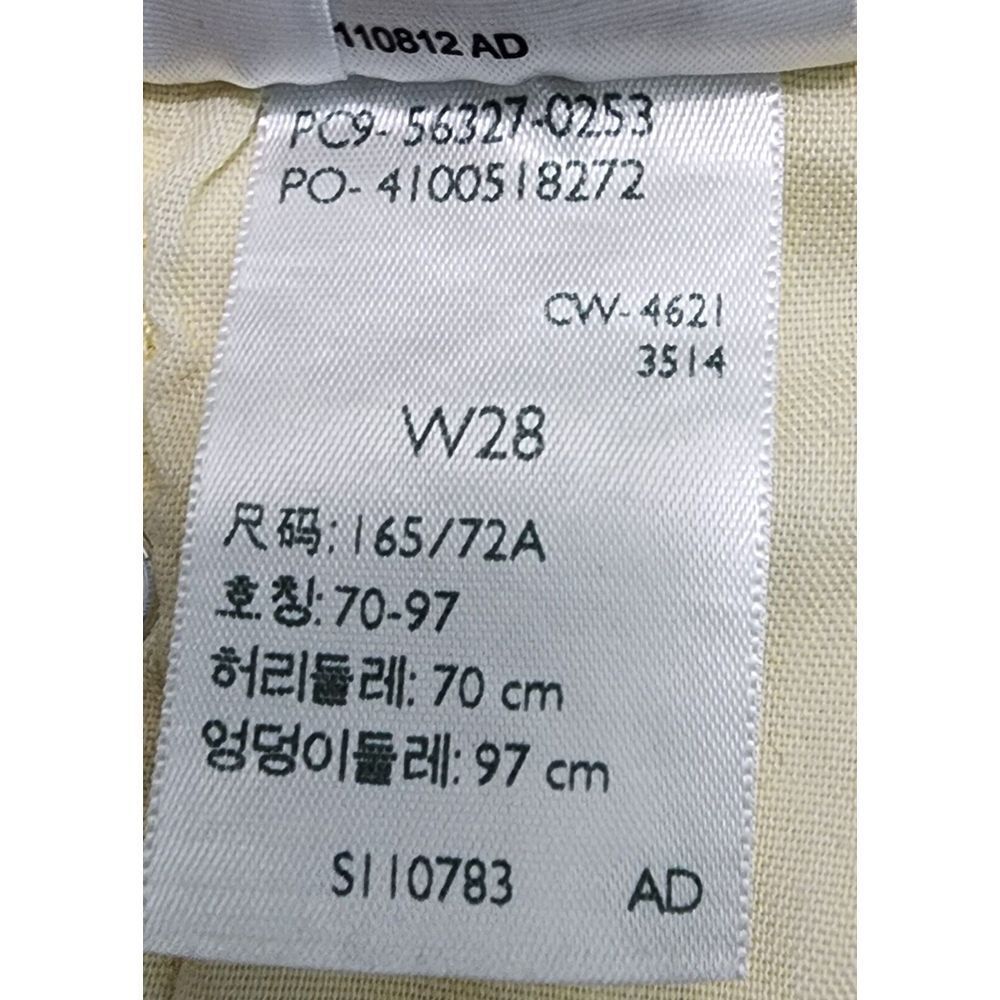 110812 AD
PC9-56327-0253
PO-4100518272
CW-4621
3514
W28
尺码:165/72A
호칭:70-97
허리둘레: 70 cm
엉덩이둘레: 97 cm
S110783 AD